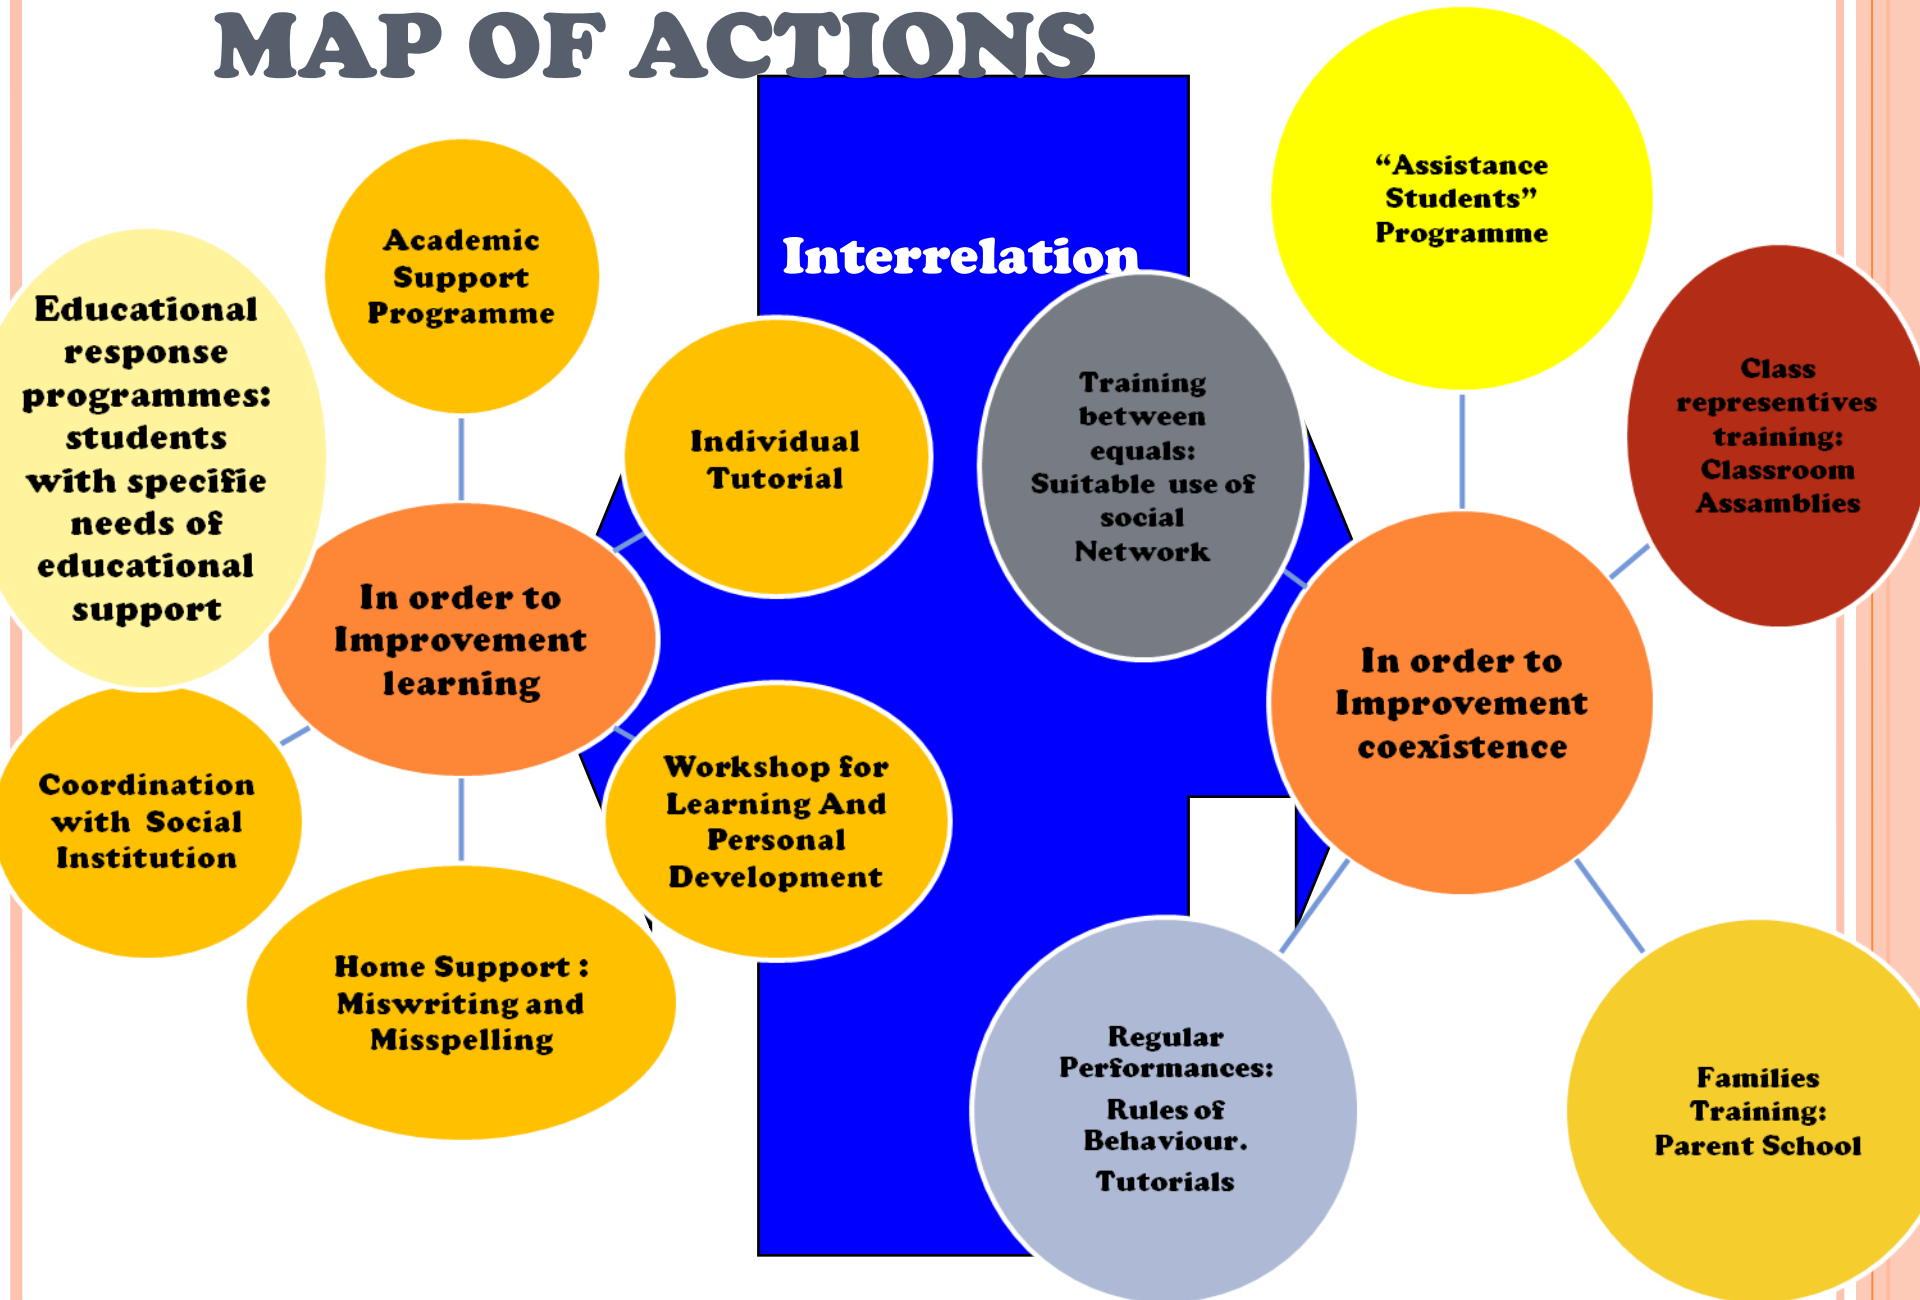 MAP OF ACTIONS
Interrelation
Educational
response
programmes:
students
with specifie
needs of
educational
support
Academic
Support
Programme
Individual
Tutorial
In order to
Improvement
learning
Coordination
with Social
Institution
Home Support :
Miswriting and
Misspelling
Workshop for
Learning And
Personal
Development
"Assistance
Students"
Programme
Training
between
equals:
Suitable use of
social
Network
Class
representives
training:
Classroom
Assamblies
In order to
Improvement
coexistence
Regular
Performances:
Rules of
Behaviour.
Tutorials
Families
Training:
Parent School